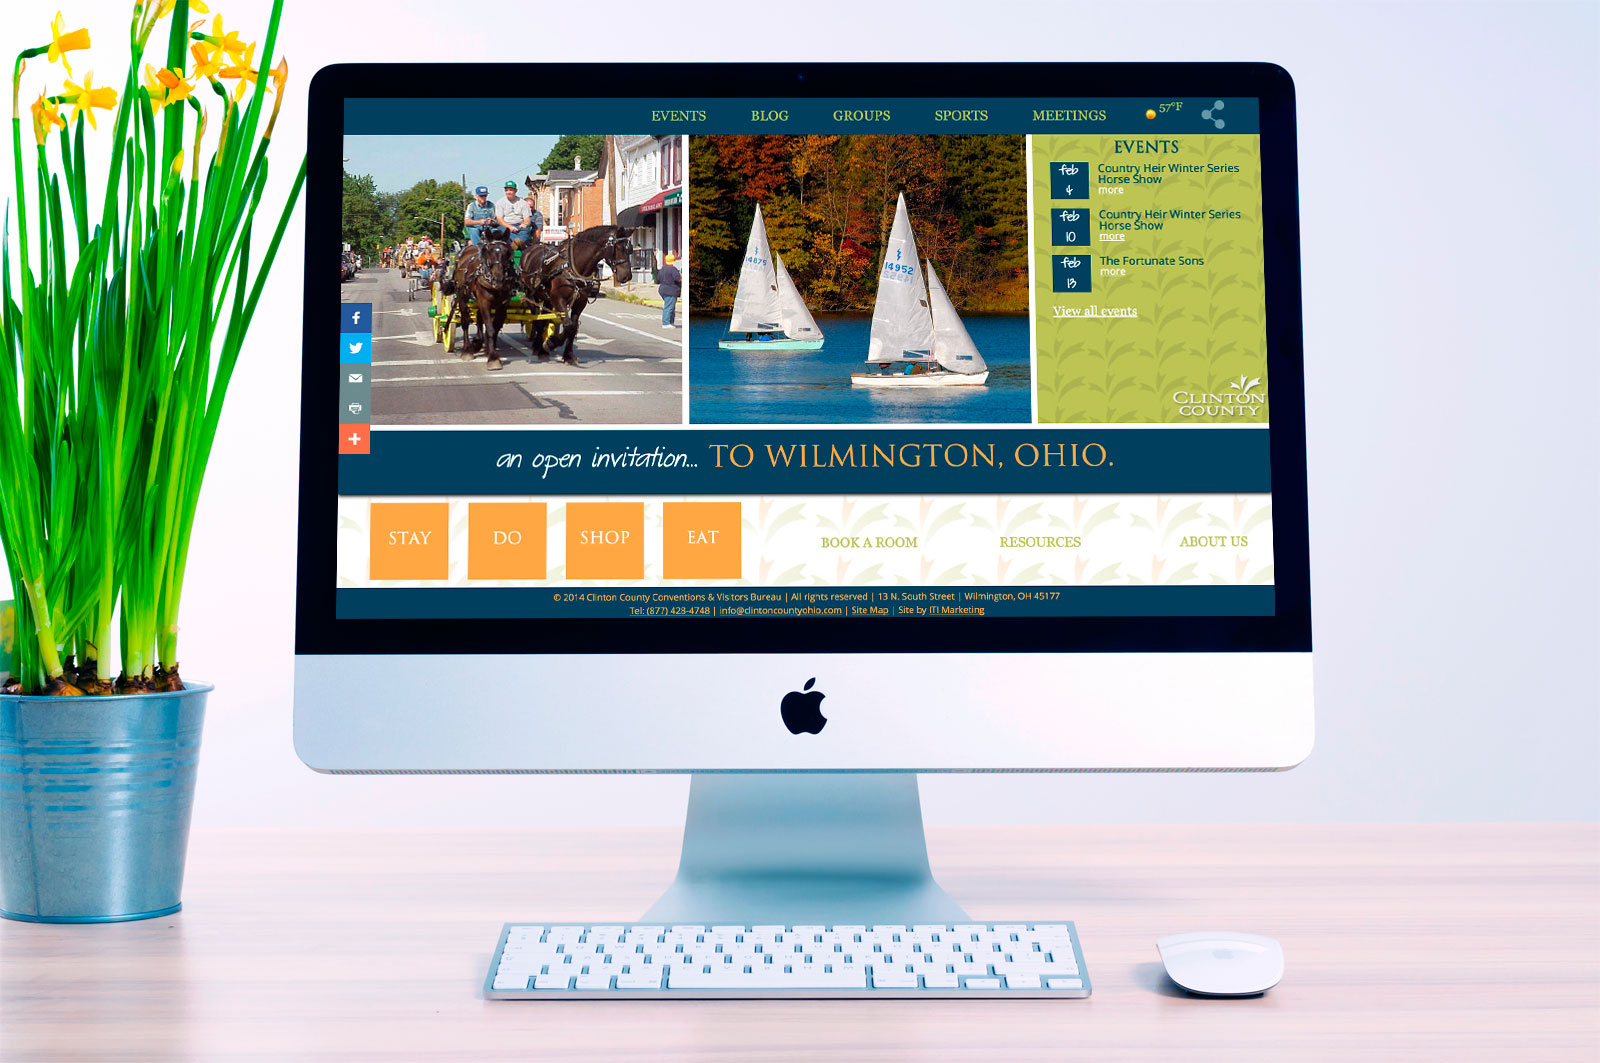 EVENTS BLOG GROUPS SPORTS MEETINGS 57°F
EVENTS
feb
4
Country Heir Winter Series
Horse Show
more
feb
10
Country Heir Winter Series
Horse Show
more
feb
13
The Fortunate Sons
more
View all events
CLINTON
COUNTY
14875
14952
an open invitation... TO WILMINGTON, OHIO.
STAY DO SHOP EAT BOOK A ROOM RESOURCES ABOUT US
© 2014 Clinton County Conventions & Visitors Bureau | All rights reserved | 13 N. South Street | Wilmington, OH 45177
Tel: (877) 428-4748 | info@clintoncountyohio.com | Site Map | Site by ITI Marketing